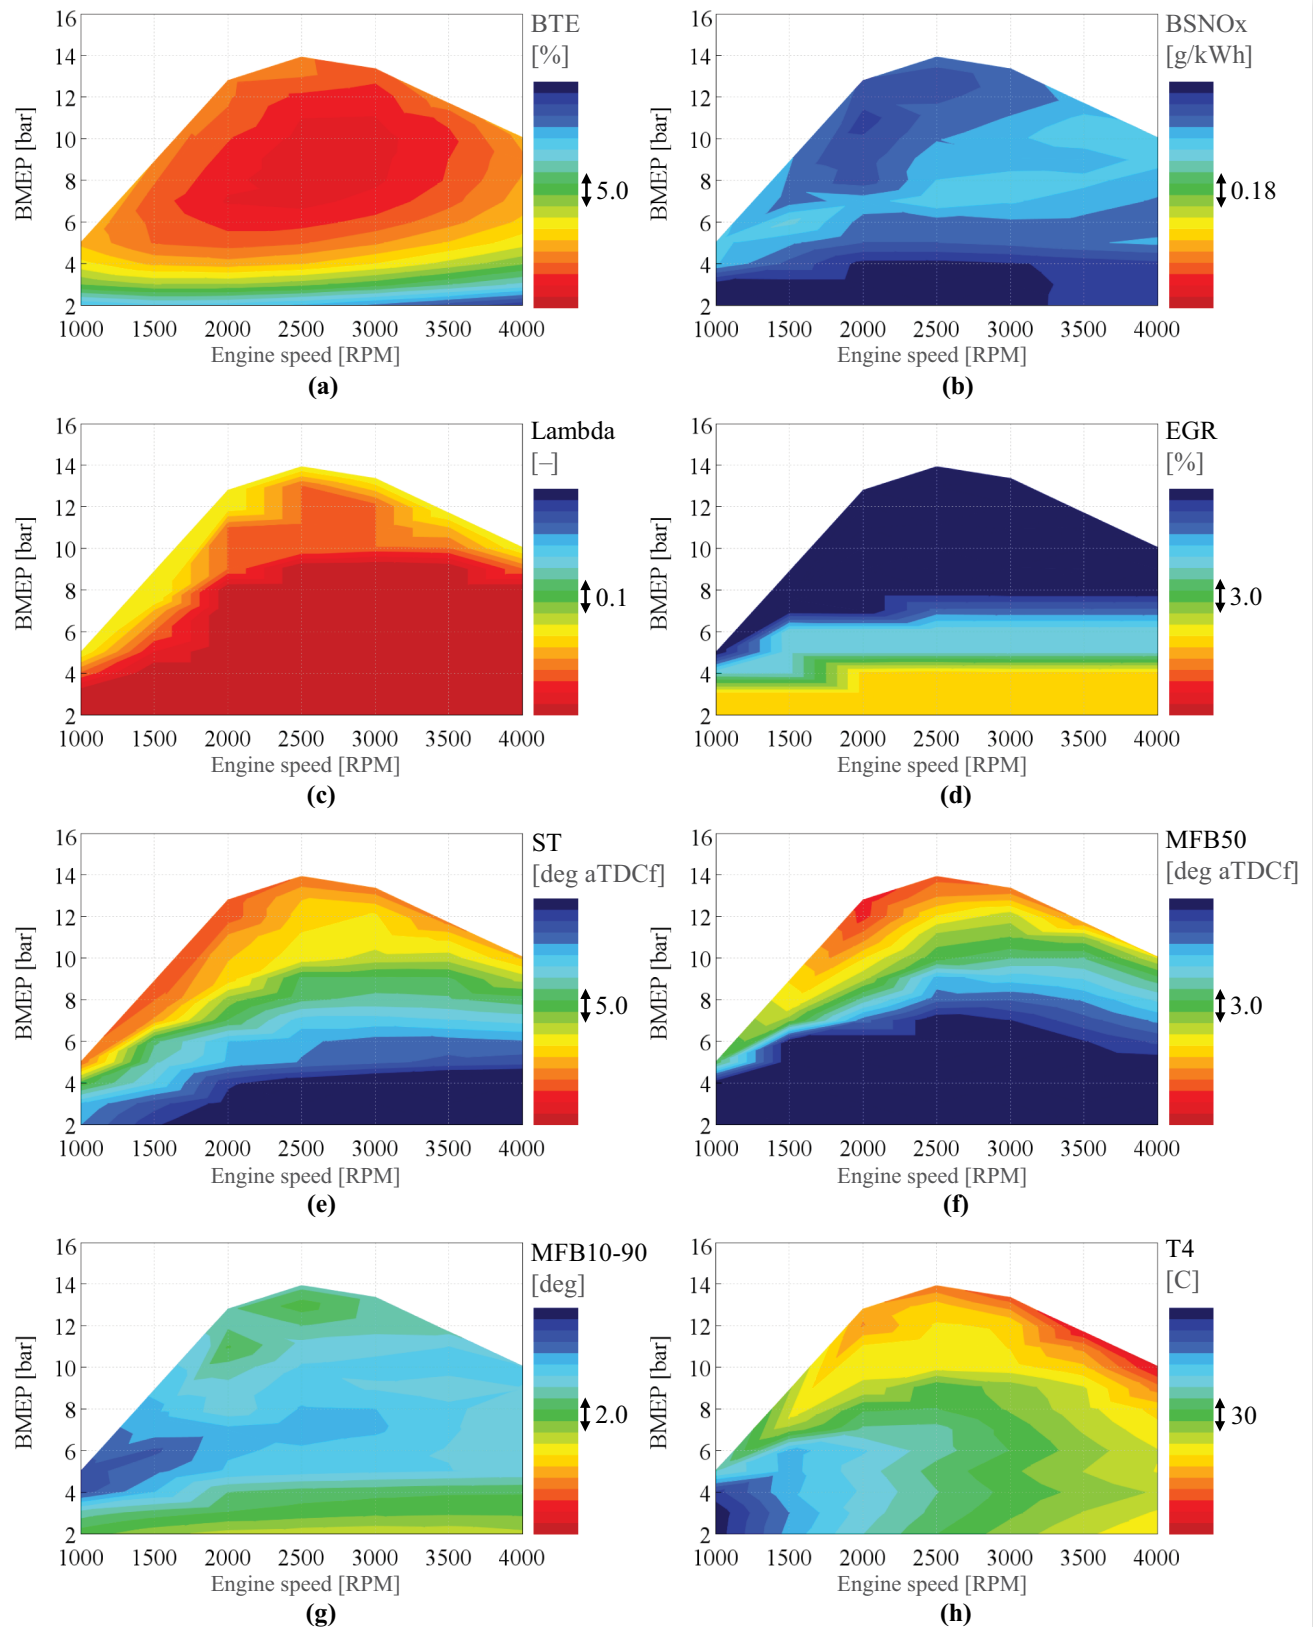 16
14
12
10
8
6
4
2
BMEP [bar]
1000 1500 2000 2500 3000 3500 4000
Engine speed [RPM]
BTE
[%]
5.0
(a)
16
14
12
10
8
6
4
2
BMEP [bar]
1000 1500 2000 2500 3000 3500 4000
Engine speed [RPM]
BSNOx
[g/kWh]
0.18
(b)
16
14
12
10
8
6
4
2
BMEP [bar]
1000 1500 2000 2500 3000 3500 4000
Engine speed [RPM]
Lambda
[–]
0.1
(c)
16
14
12
10
8
6
4
2
BMEP [bar]
1000 1500 2000 2500 3000 3500 4000
Engine speed [RPM]
EGR
[%]
3.0
(d)
16
14
12
10
8
6
4
2
BMEP [bar]
1000 1500 2000 2500 3000 3500 4000
Engine speed [RPM]
ST
[deg aTDCf]
5.0
(e)
16
14
12
10
8
6
4
2
BMEP [bar]
1000 1500 2000 2500 3000 3500 4000
Engine speed [RPM]
MFB50
[deg aTDCf]
3.0
(f)
16
14
12
10
8
6
4
2
BMEP [bar]
1000 1500 2000 2500 3000 3500 4000
Engine speed [RPM]
MFB10-90
[deg]
2.0
(g)
16
14
12
10
8
6
4
2
BMEP [bar]
1000 1500 2000 2500 3000 3500 4000
Engine speed [RPM]
T4
[C]
30
(h)